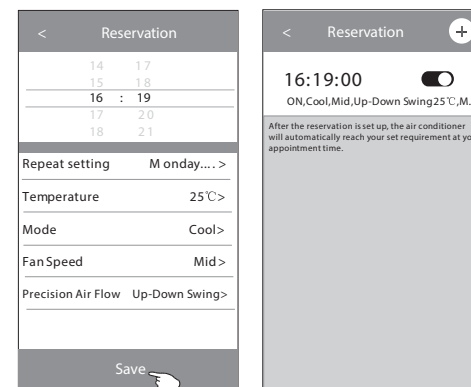 < Reservation
14 17
15 18
16 : 19
17 20
18 21
Repeat setting Monday.... >
Temperature 25℃>
Mode Cool>
Fan Speed Mid>
Precision Air Flow Up-Down Swing>
Save
< Reservation +
16:19:00
ON,Cool,Mid,Up-Down Swing25℃,M.
After the reservation is set up, the air conditioner
will automatically reach your set requirement at yo
appointment time.